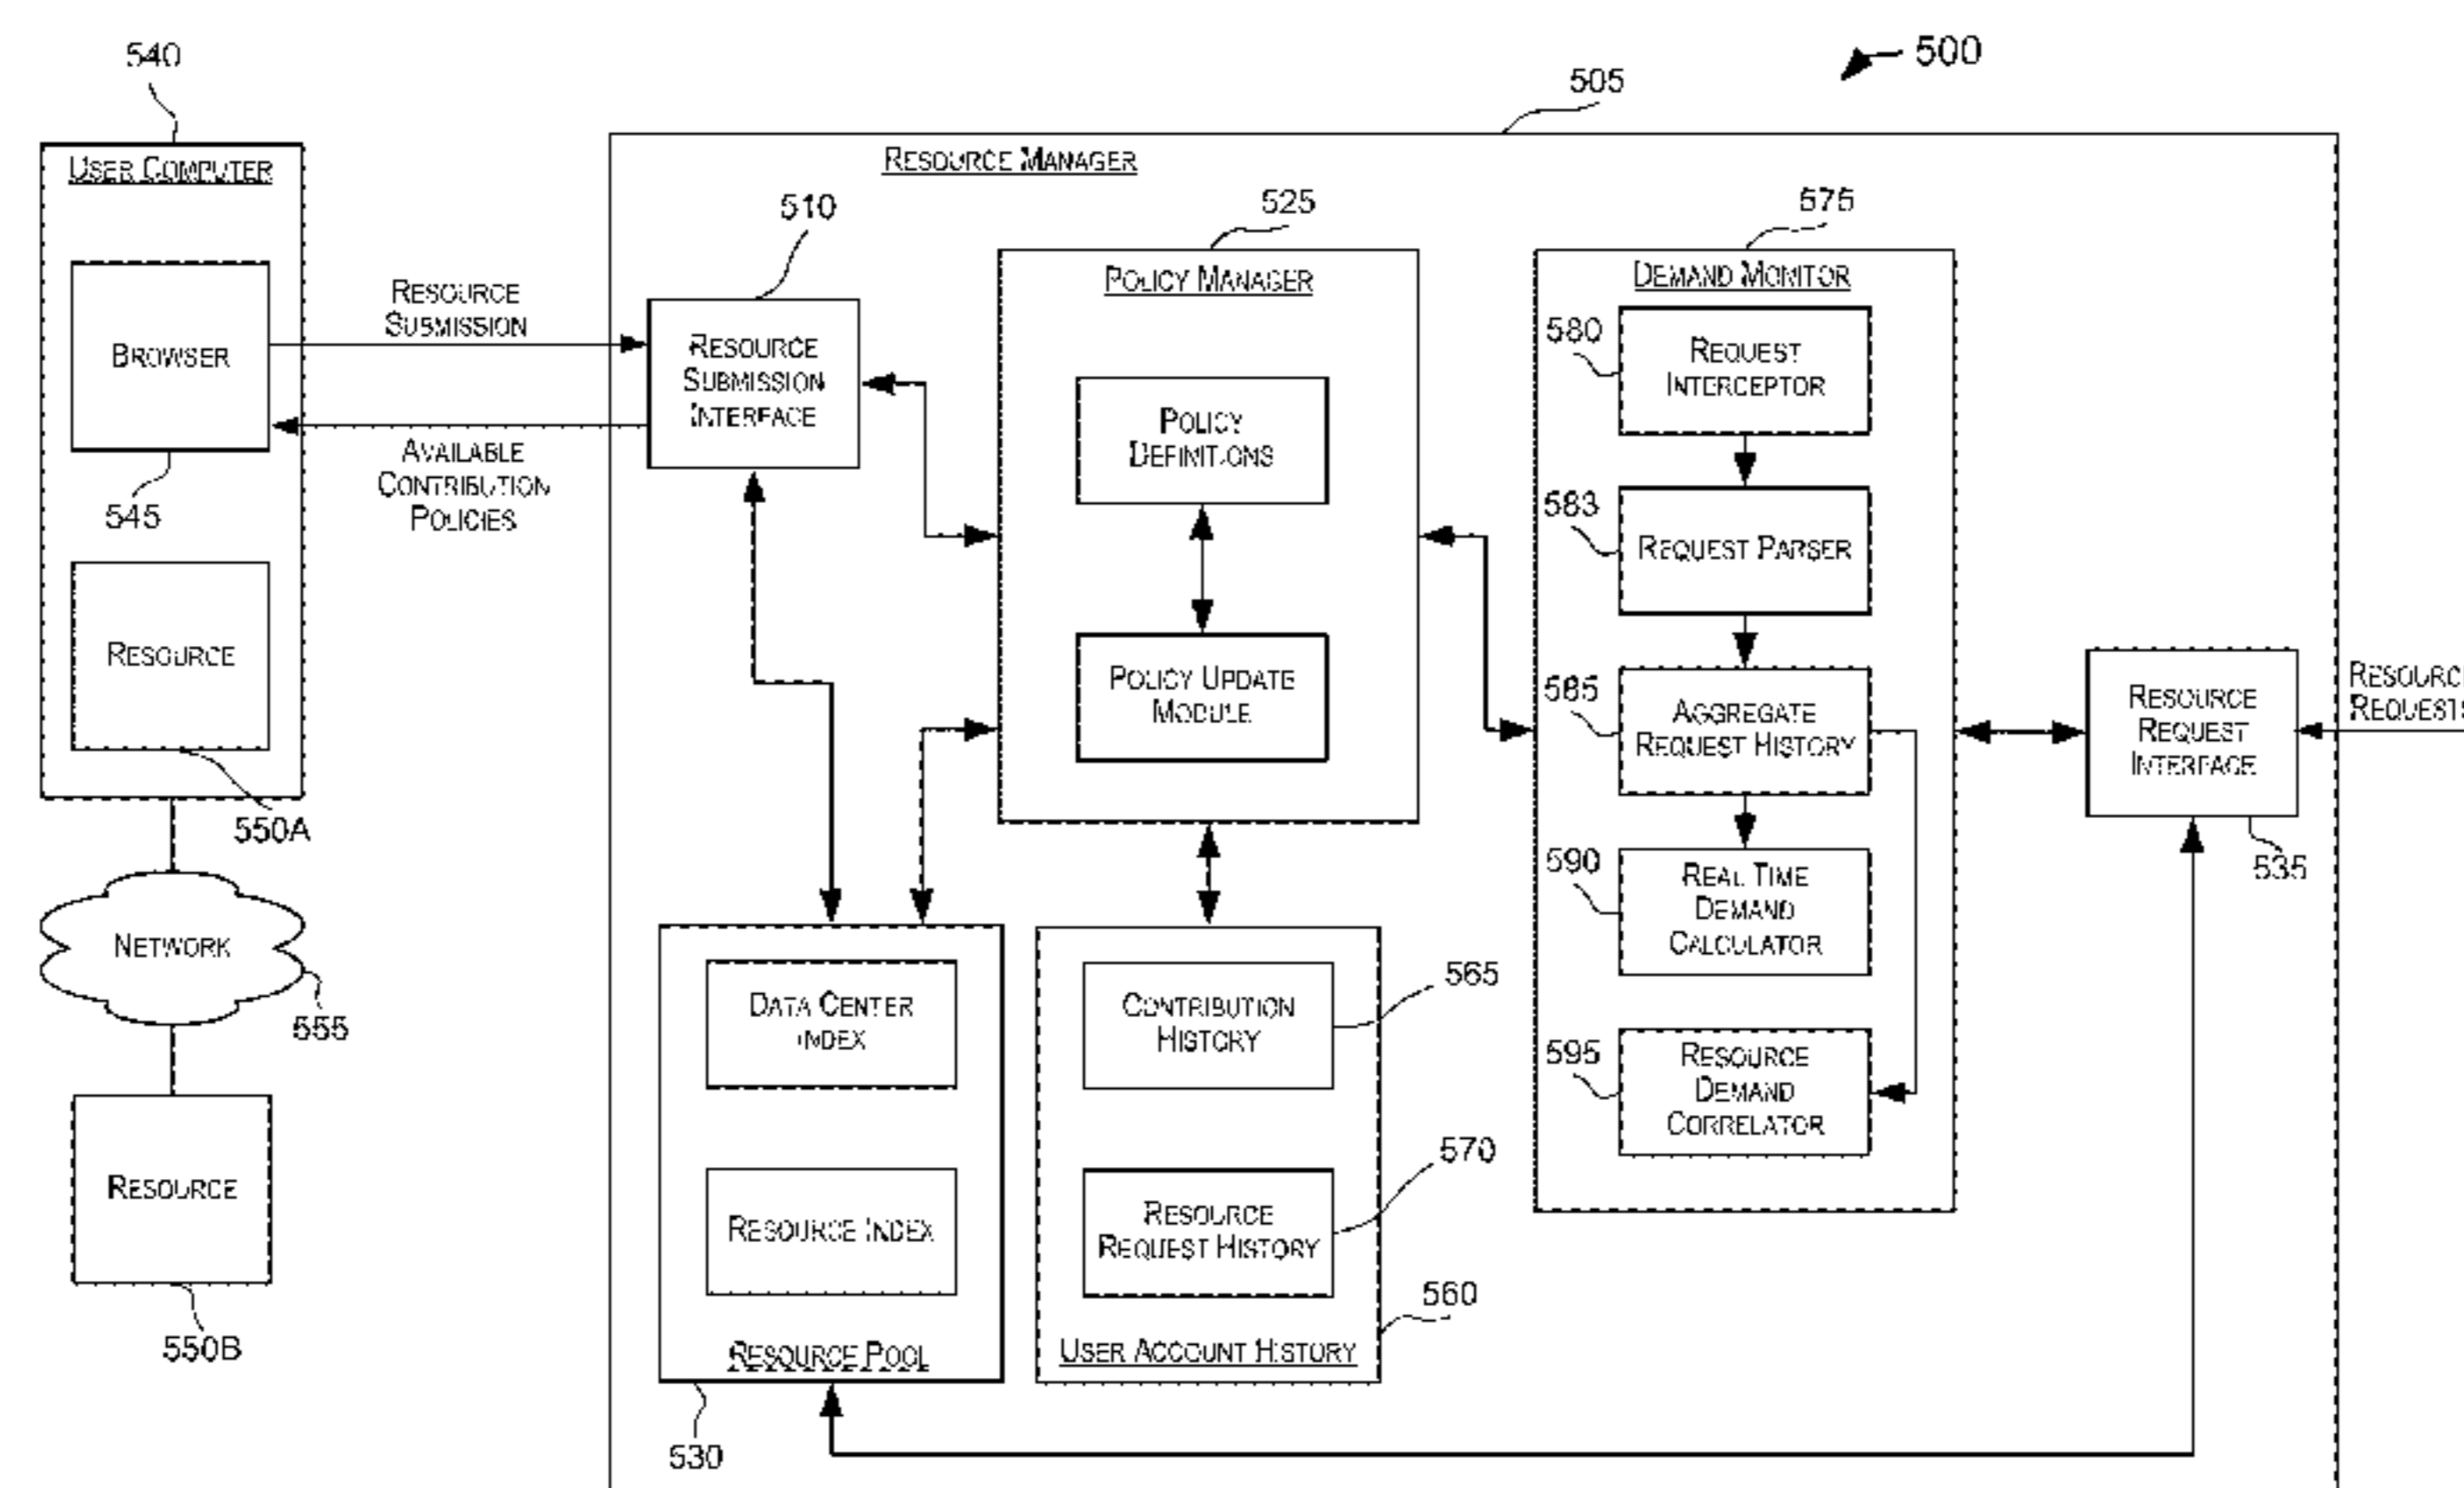 500
540
505
USER COMPUTER
RESOURCE MANAGER
510
525
575
BROWSER
545
RESOURCE
SUBMISSION
AVAILABLE
CONTRIBUTION
POLICIES
RESOURCE
SUBMISSION
INTERFACE
POLICY MANAGER
POLICY
DEFINITIONS
POLICY UPDATE
MODULE
DEMAND MONITOR
580
REQUEST
INTERCEPTOR
583
REQUEST PARSER
585
AGGREGATE
REQUEST HISTORY
590
REAL TIME
DEMAND
CALCULATOR
595
RESOURCE
DEMAND
CORRELATOR
RESOURCE
REQUEST
INTERFACE
535
RESOURC
REQUESTS
RESOURCE
550A
NETWORK
555
RESOURCE
550B
DATA CENTER
INDEX
RESOURCE INDEX
RESOURCE POOL
530
CONTRIBUTION
HISTORY
565
RESOURCE
REQUEST HISTORY
570
USER ACCOUNT HISTORY
560